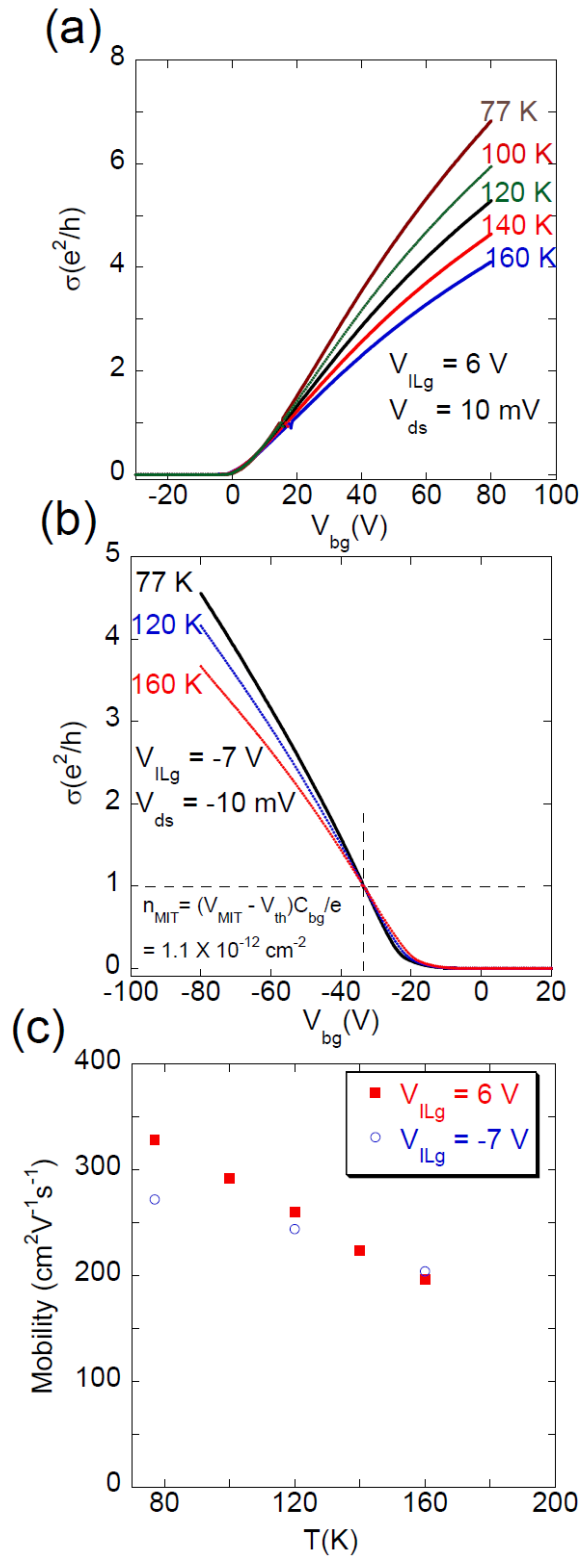 (a)
8
6
4
2
0
σ(e²/h)
77 K
100 K
120 K
140 K
160 K
V_ILg = 6 V
V_ds = 10 mV
-20 0 20 40 60 80 100
V_bg(V)
(b)
5
4
3
2
1
0
σ(e²/h)
77 K
120 K
160 K
V_ILg = -7 V
V_ds = -10 mV
n_MIT= (V_MIT - V_th)C_bg/e
= 1.1 X 10⁻¹² cm⁻²
-100 -80 -60 -40 -20 0 20
V_bg(V)
(c)
400
300
200
100
0
Mobility (cm²V⁻¹s⁻¹)
V_ILg = 6 V
V_ILg = -7 V
80 120 160 200
T(K)